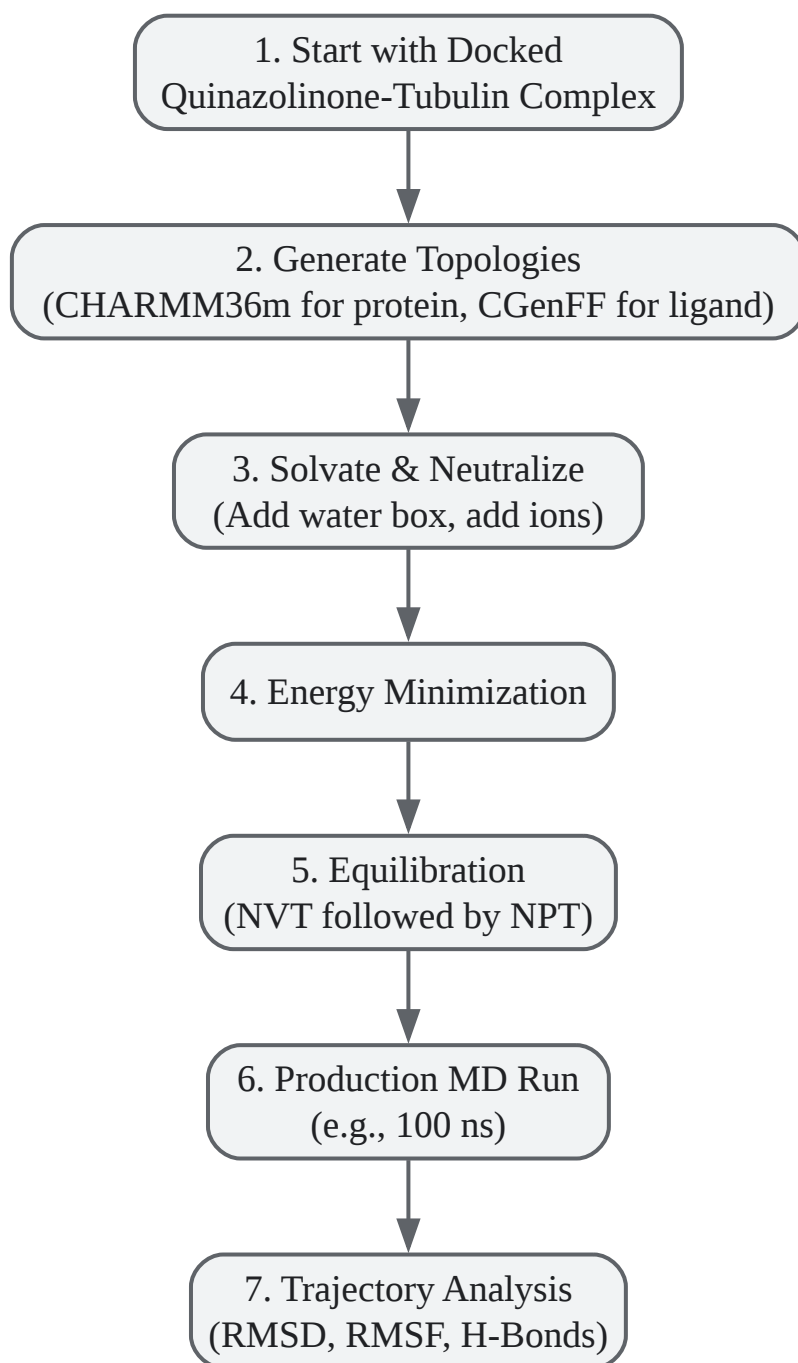 1. Start with Docked
Quinazolinone-Tubulin Complex
2. Generate Topologies
(CHARMM36m for protein, CGenFF for ligand)
3. Solvate & Neutralize
(Add water box, add ions)
4. Energy Minimization
5. Equilibration
(NVT followed by NPT)
6. Production MD Run
(e.g., 100 ns)
7. Trajectory Analysis
(RMSD, RMSF, H-Bonds)